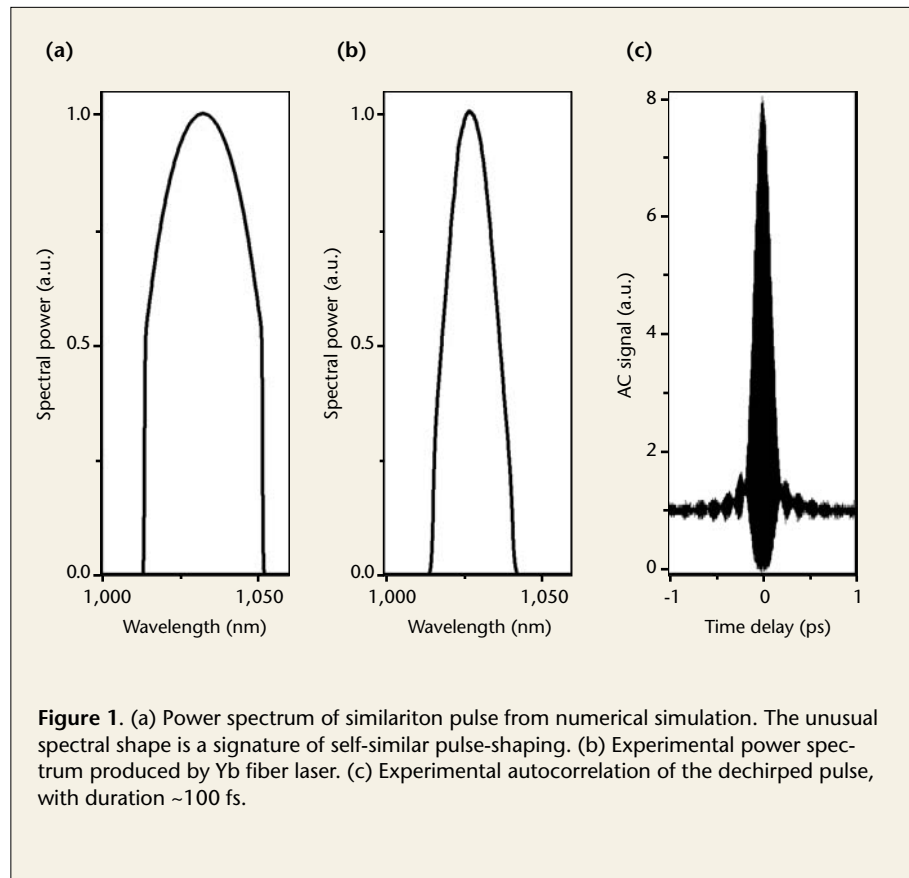 (a)
(b)
(c)
1.0
0.5
0.0
1,000
1,050
Spectral power (a.u.)
Wavelength (nm)
1.0
0.5
0.0
1,000
1,050
Spectral power (a.u.)
Wavelength (nm)
8
6
4
2
0
-1
0
1
AC signal (a.u.)
Time delay (ps)
Figure 1. (a) Power spectrum of similariton pulse from numerical simulation. The unusual
spectral shape is a signature of self-similar pulse-shaping. (b) Experimental power spec-
trum produced by Yb fiber laser. (c) Experimental autocorrelation of the dechirped pulse,
with duration ~100 fs.